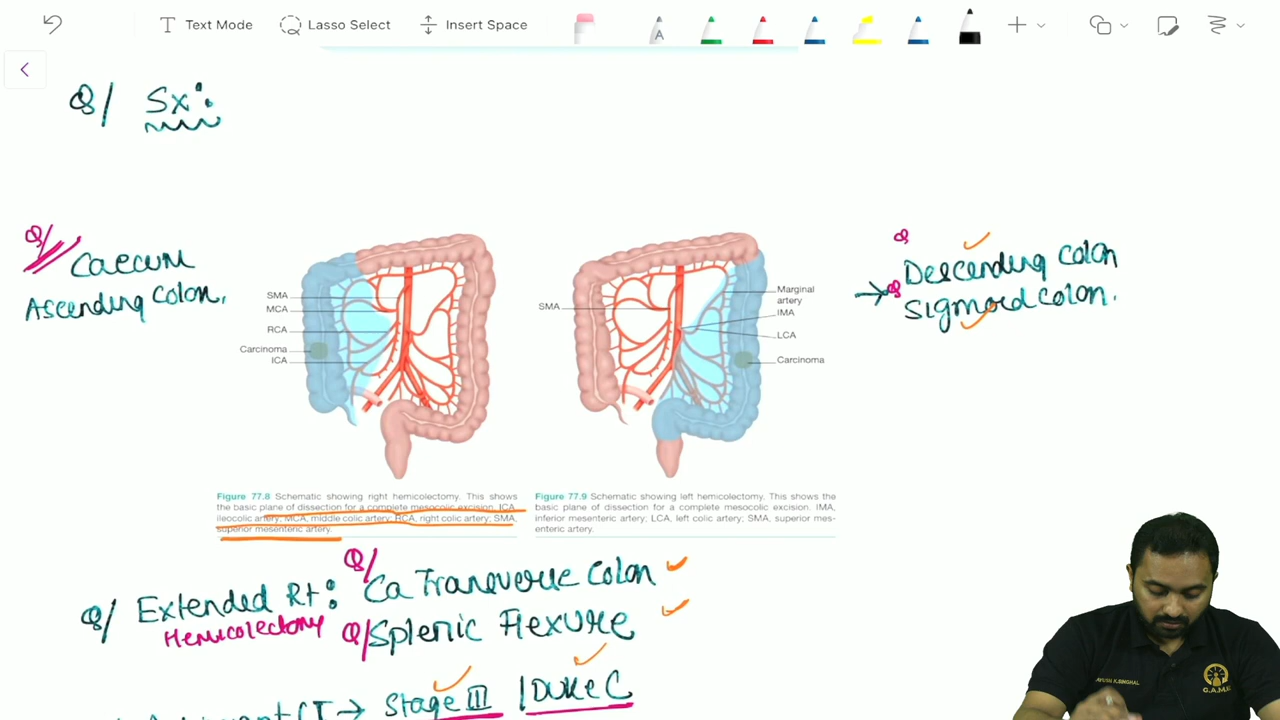 Text Mode
Lasso Select
Insert Space
A
Q/ Sx:
Q/ Caecum
Ascending Colon,
SMA
MCA
RCA
Carcinoma
ICA
SMA
Marginal
artery
IMA
LCA
Carcinoma
Q Descending Colon
→ Q Sigmoid Colon.
Figure 77.8 Schematic showing right hemicolectomy. This shows
the basic plane of dissection for a complete mesocolic excision. ICA,
ileocolic artery; MCA, middle colic artery; RCA, right colic artery; SMA,
superior mesenteric artery.
Figure 77.9 Schematic showing left hemicolectomy. This shows the
basic plane of dissection for a complete mesocolic excision. IMA,
inferior mesenteric artery; LCA, left colic artery; SMA, superior mes-
enteric artery.
Q/ Extended Rt: Q/ Ca Transverse Colon
Hemicolectomy Q/ Splenic Flexure
CT → Stage III / Duke C
G.A.M.S